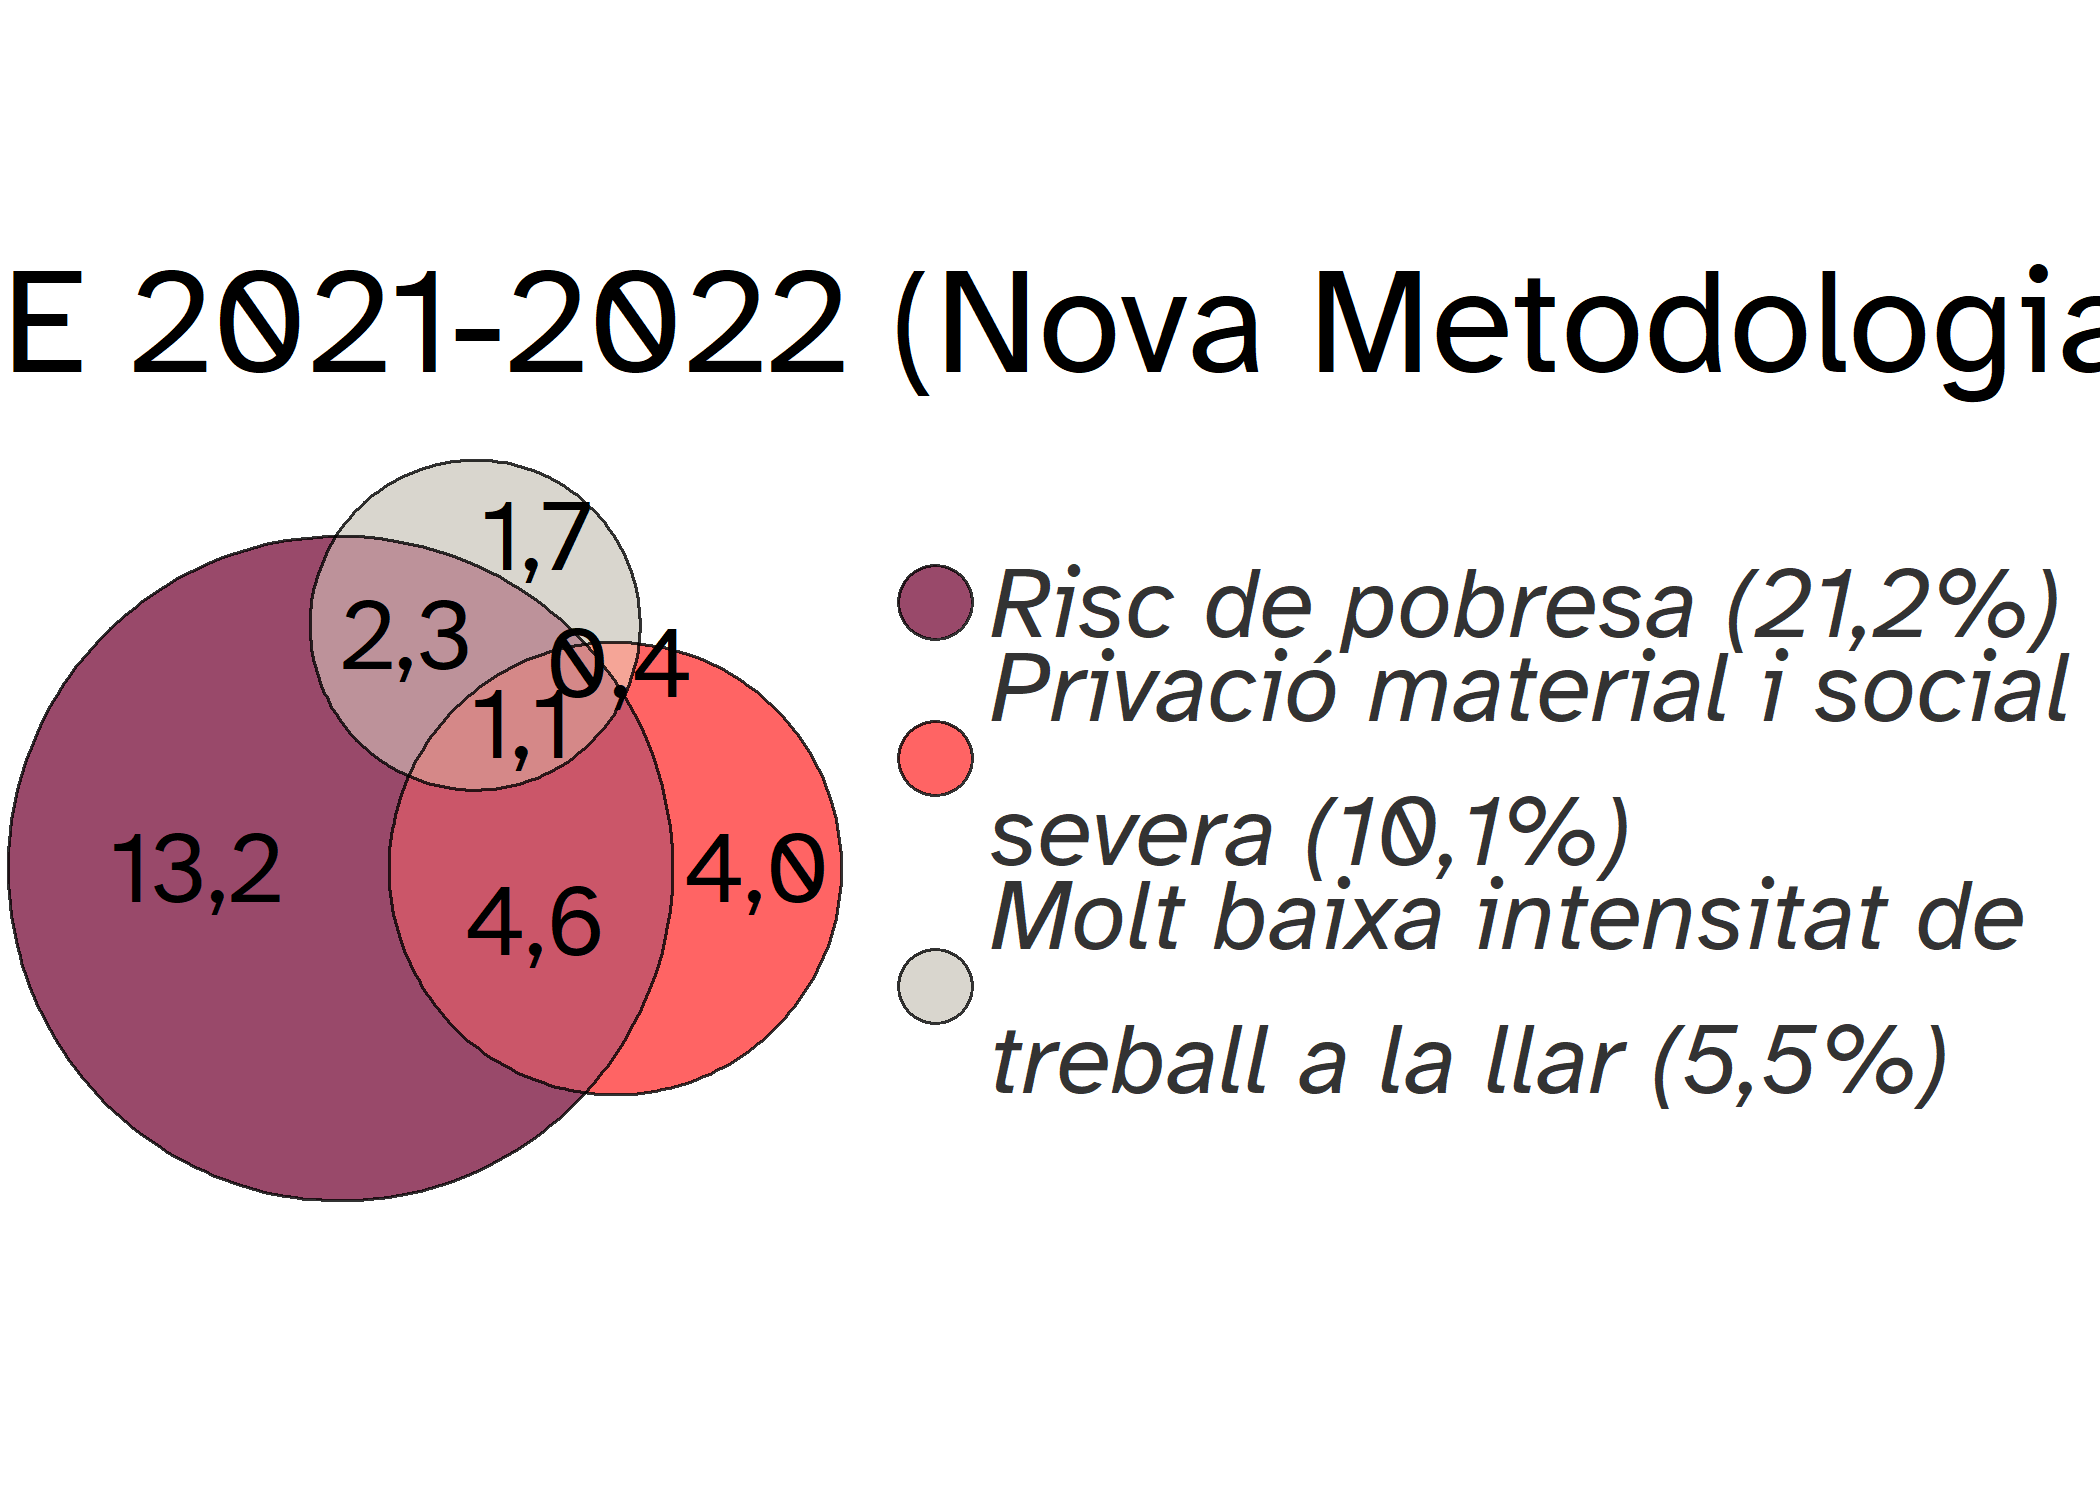 E 2021-2022 (Nova Metodologia
1,7
2,3
0,4
1,1
13,2
4,0
4,6
Risc de pobresa (21,2%)
Privació material i social
severa (10,1%)
Molt baixa intensitat de
treball a la llar (5,5%)